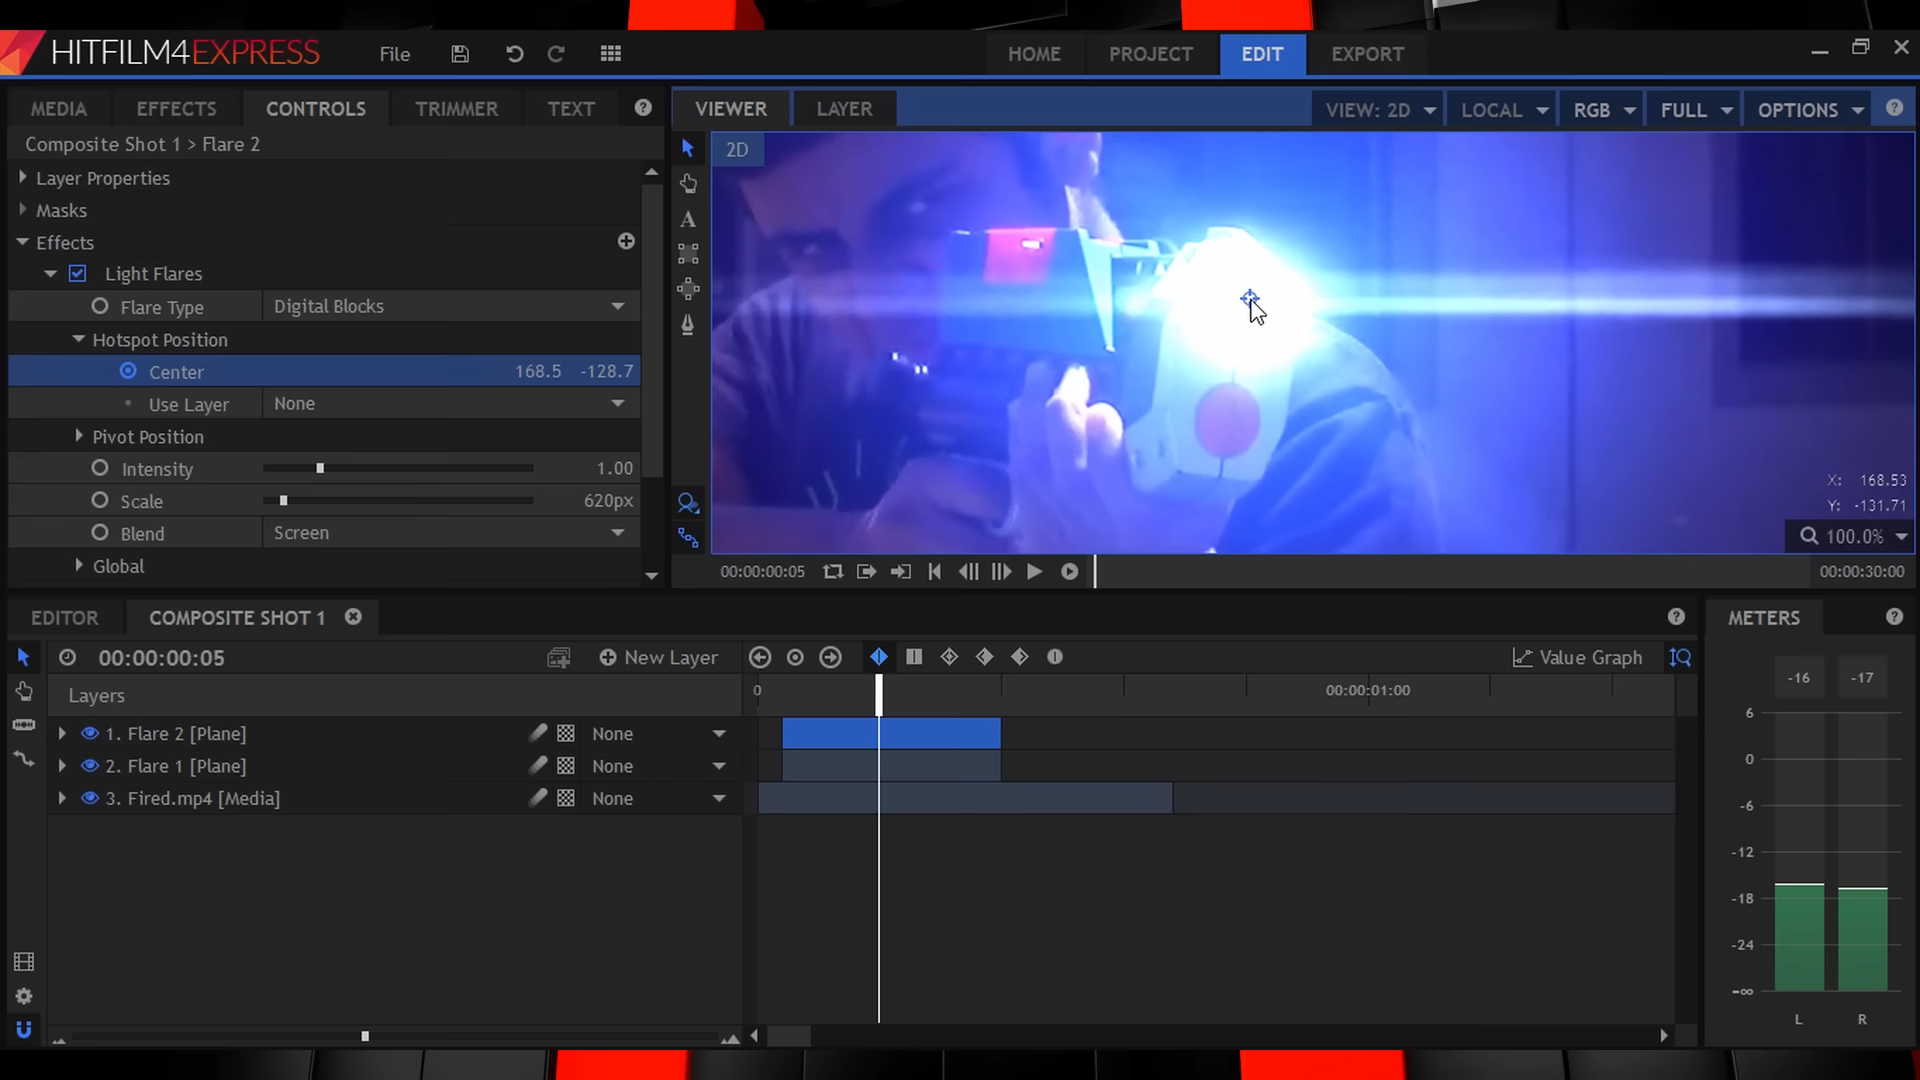 HITFILM4EXPRESS File HOME PROJECT EDIT EXPORT
MEDIA EFFECTS CONTROLS TRIMMER TEXT ?
VIEWER LAYER VIEW: 2D LOCAL RGB FULL OPTIONS ?
Composite Shot 1 > Flare 2
2D
Layer Properties
Masks
A
Effects
Light Flares
Flare Type Digital Blocks
Hotspot Position
Center 168.5 -128.7
Use Layer None
Pivot Position
Intensity 1.00
Scale 620px
Blend Screen
Global
X: 168.53
Y: -131.71
100.0%
00:00:00:05 00:00:30:00
EDITOR COMPOSITE SHOT 1 ?
METERS ?
00:00:00:05 New Layer Value Graph
-16 -17
Layers 0 00:00:01:00
1. Flare 2 [Plane] None
2. Flare 1 [Plane] None
3. Fired.mp4 [Media] None
6
0
-6
-12
-18
-24
-∞
L R